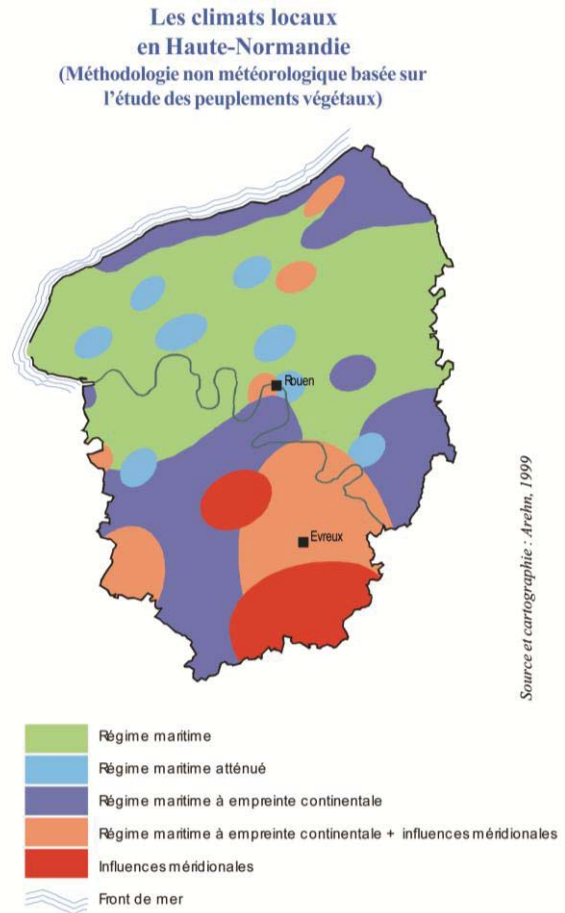 Les climats locaux
en Haute-Normandie
(Méthodologie non météorologique basée sur
l'étude des peuplements végétaux)
Rouen
Evreux
Source et cartographie : Arehn, 1999
Régime maritime
Régime maritime atténué
Régime maritime à empreinte continentale
Régime maritime à empreinte continentale + influences méridionales
Influences méridionales
Front de mer